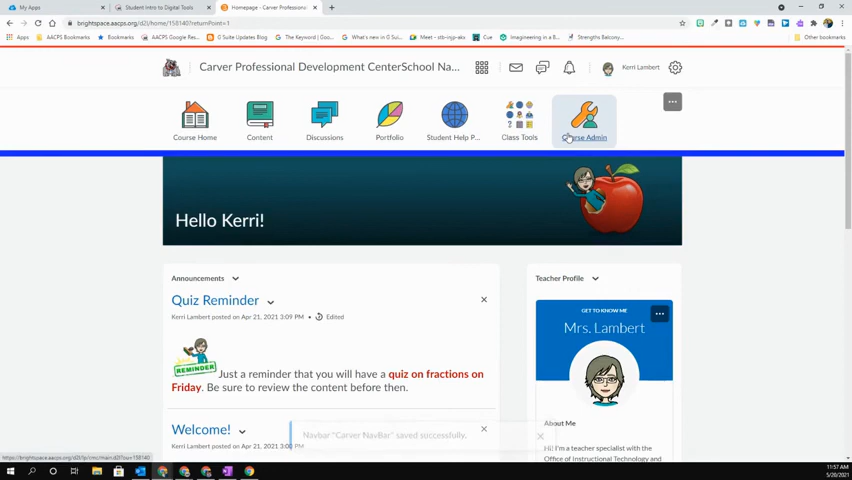 My Apps
Student Intro to Digital Tools
Homepage - Carver Professional
brightspace.aacps.org/d2l/home/158140?returnPoint=1
Apps
AACPS Bookmarks
Bookmarks
AACPS Google Res...
G Suite Updates Blog
The Keyword | Goo...
What's new in G Sui...
Meet – stb-inja-akx
Cue
Imagineering in a B...
Strengths Balcony...
Other bookmarks
Carver Professional Development CenterSchool Na...
Kerri Lambert
Course Home
Content
Discussions
Portfolio
Student Help P...
Class Tools
Course Admin
Hello Kerri!
Announcements
Teacher Profile
Quiz Reminder
Kerri Lambert posted on Apr 21, 2021 3:09 PM • Edited
REMINDER
Just a reminder that you will have a quiz on fractions on
Friday. Be sure to review the content before then.
GET TO KNOW ME
Mrs. Lambert
Welcome!
Kerri Lambert posted on Apr 21, 2021 3:08 PM
Navbar "Carver NavBar" saved successfully.
About Me
Hi! I'm a teacher specialist with the
Office of Instructional Technology and
11:57 AM
5/20/2021